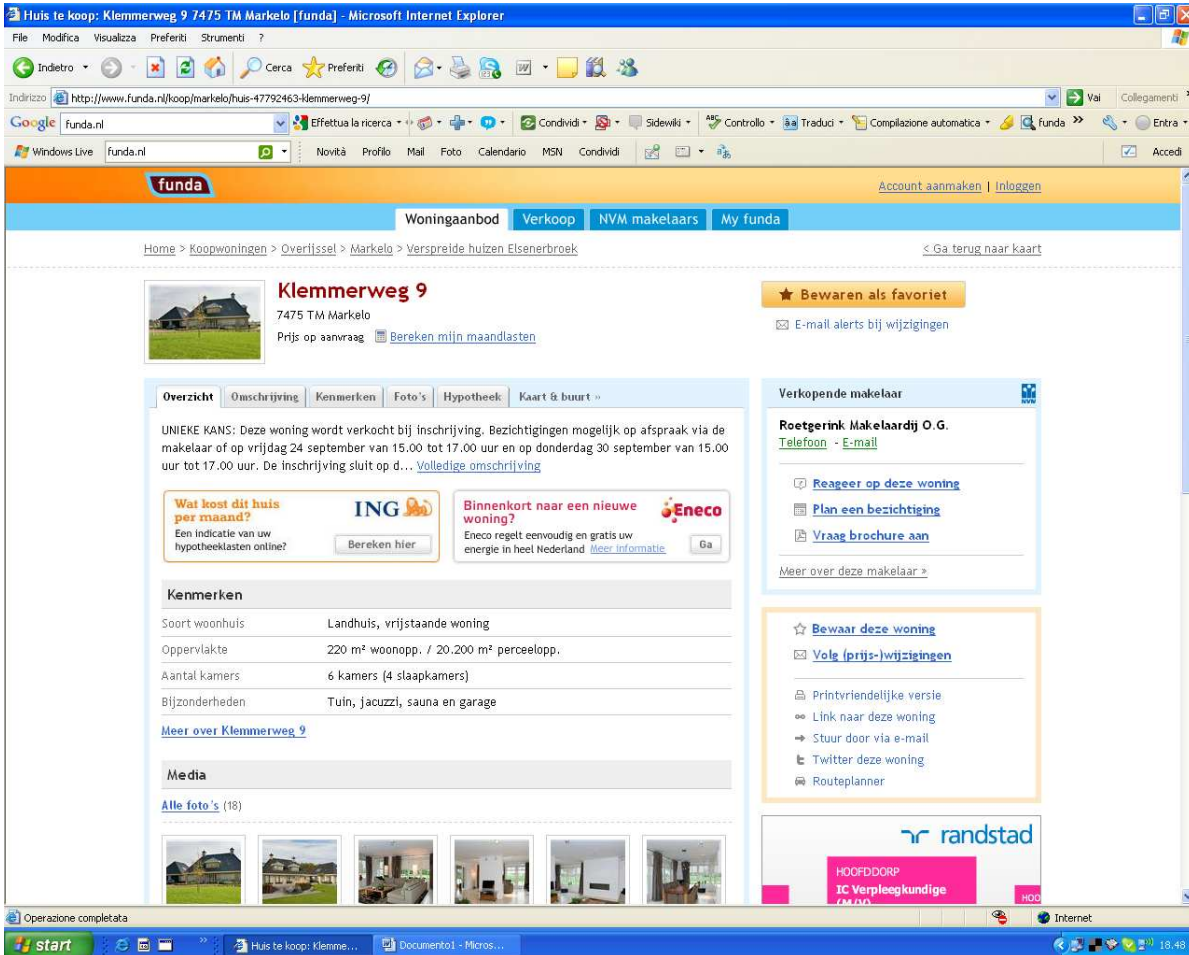 Huis te koop: Klemmerweg 9 7475 TM Markelo [funda] - Microsoft Internet Explorer
File Modifica Visualizza Preferiti Strumenti ?
Indietro Cerca Preferiti
Indirizzo http://www.funda.nl/koop/markelo/huis-47792463-klemmerweg-9/ Vai Collegamenti
Google funda.nl Effettua la ricerca Condividi Sidewiki Controllo Traduci Compilazione automatica funda » Entra
Windows Live funda.nl Novità Profilo Mail Foto Calendario MSN Condividi Accedi
funda Account aanmaken | Inloggen
Woningaanbod Verkoop NVM makelaars My funda
Home > Koopwoningen > Overijssel > Markelo > Verspreide huizen Elsenerbroek < Ga terug naar kaart
Klemmerweg 9
7475 TM Markelo
Prijs op aanvraag Bereken mijn maandlasten
Bewaren als favoriet
E-mail alerts bij wijzigingen
Overzicht Omschrijving Kenmerken Foto's Hypotheek Kaart & buurt »
UNIEKE KANS: Deze woning wordt verkocht bij inschrijving. Bezichtigingen mogelijk op afspraak via de
makelaar of op vrijdag 24 september van 15.00 tot 17.00 uur en op donderdag 30 september van 15.00
uur tot 17.00 uur. De inschrijving sluit op d... Volledige omschrijving
Wat kost dit huis
per maand?
Een indicatie van uw
hypotheeklasten online?
ING
Bereken hier
Binnenkort naar een nieuwe
woning?
Eneco regelt eenvoudig en gratis uw
energie in heel Nederland Meer informatie
Eneco
Ga
Kenmerken
Soort woonhuis Landhuis, vrijstaande woning
Oppervlakte 220 m² woonopp. / 20.200 m² perceelopp.
Aantal kamers 6 kamers (4 slaapkamers)
Bijzonderheden Tuin, jacuzzi, sauna en garage
Meer over Klemmerweg 9
Media
Alle foto's (18)
Verkopende makelaar
NVM
Roetgerink Makelaardij O.G.
Telefoon - E-mail
Reageer op deze woning
Plan een bezichtiging
Vraag brochure aan
Meer over deze makelaar »
Bewaar deze woning
Volg (prijs-)wijzigingen
Printvriendelijke versie
Link naar deze woning
Stuur door via e-mail
Twitter deze woning
Routeplanner
randstad
HOOFDDORP
IC Verpleegkundige
(M/V)
HOO
Operazione completata Internet
start Huis te koop: Klemme... Documento1 - Micros... 18.48